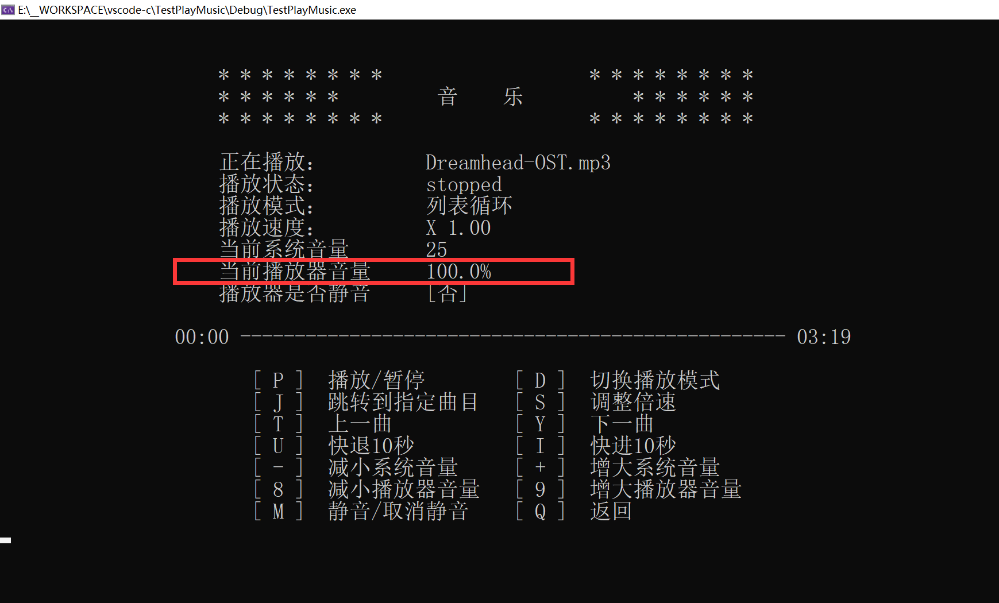 E:\__WORKSPACE\vscode-c\TestPlayMusic\Debug\TestPlayMusic.exe
* * * * * * * * * * * * * * * *
* * * * * * 音 乐 * * * * * *
* * * * * * * * * * * * * * * *
正在播放： Dreamhead-OST.mp3
播放状态： stopped
播放模式： 列表循环
播放速度： X 1.00
当前系统音量 25
当前播放器音量 100.0%
播放器是否静音 [否]
00:00 -------------------------------------------------- 03:19
[ P ] 播放/暂停 [ D ] 切换播放模式
[ J ] 跳转到指定曲目 [ S ] 调整倍速
[ T ] 上一曲 [ Y ] 下一曲
[ U ] 快退10秒 [ I ] 快进10秒
[ - ] 减小系统音量 [ + ] 增大系统音量
[ 8 ] 减小播放器音量 [ 9 ] 增大播放器音量
[ M ] 静音/取消静音 [ Q ] 返回